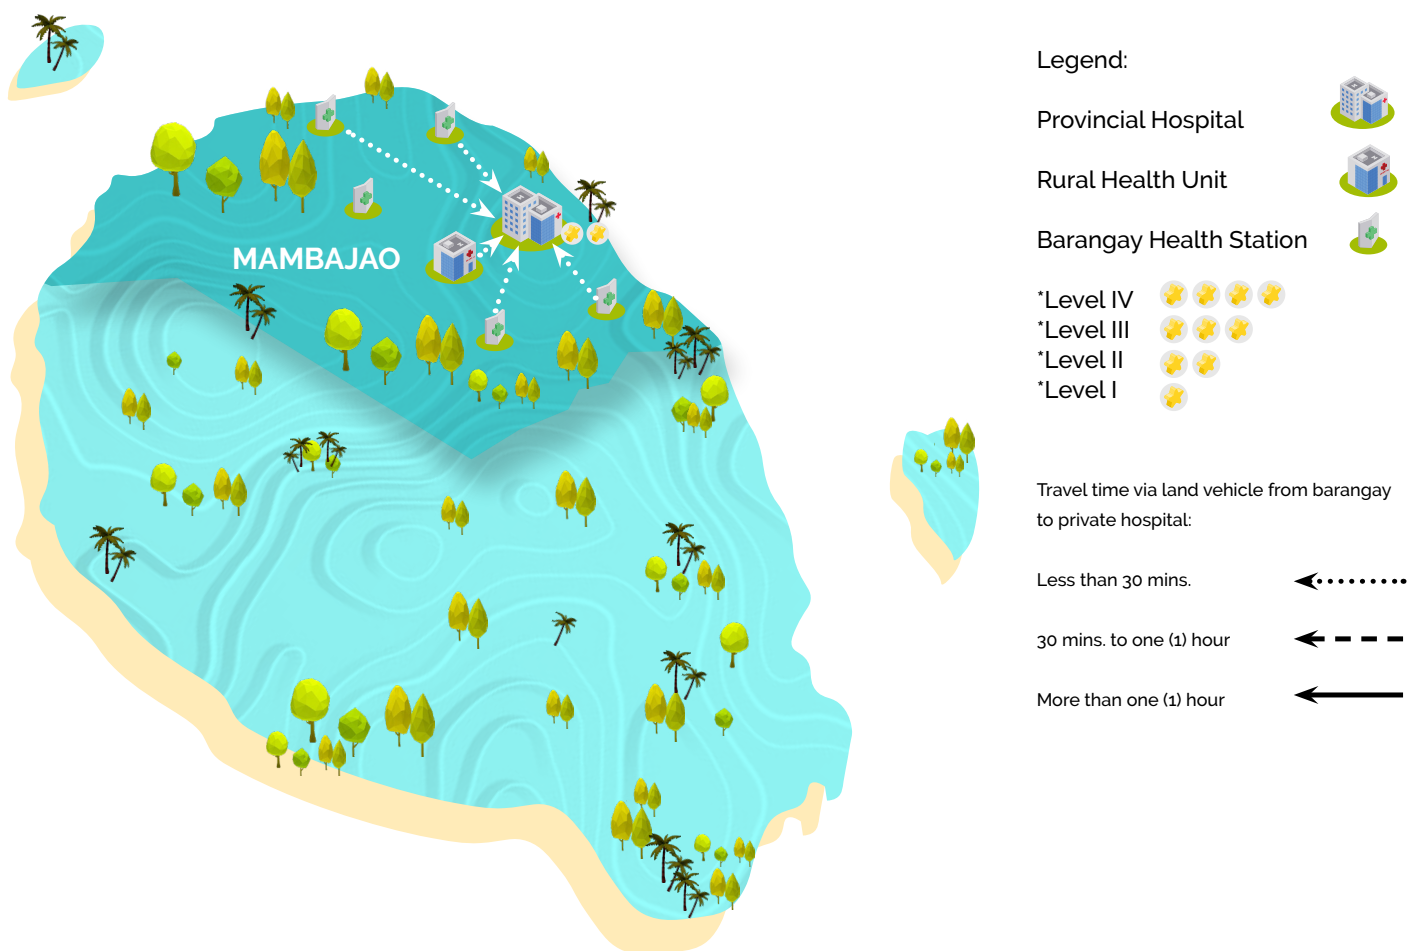 MAMBAJAO
Legend:
Provincial Hospital
Rural Health Unit
Barangay Health Station
*Level IV
*Level III
*Level II
*Level I
Travel time via land vehicle from barangay
to private hospital:
Less than 30 mins.
30 mins. to one (1) hour
More than one (1) hour